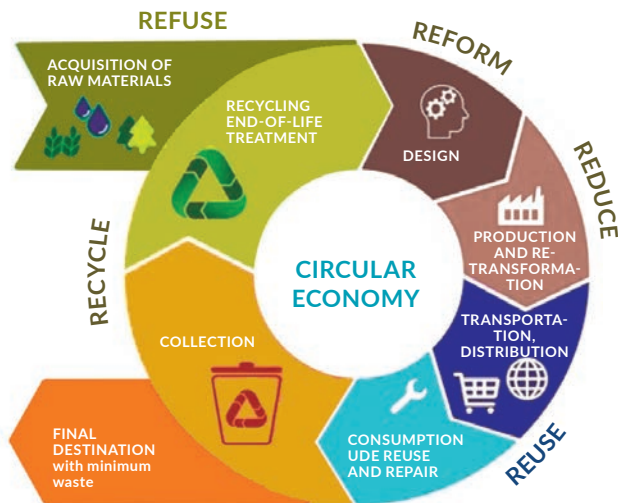 REFUSE
ACQUISITION OF
RAW MATERIALS
RECYCLING
END-OF-LIFE
TREATMENT
REFORM
DESIGN
REDUCE
PRODUCTION
AND RE-
TRANSFORMA-
TION
CIRCULAR
ECONOMY
TRANSPORTA-
TION,
DISTRIBUTION
REUSE
CONSUMPTION
UDE REUSE
AND REPAIR
RECYCLE
COLLECTION
FINAL
DESTINATION
with minimum
waste